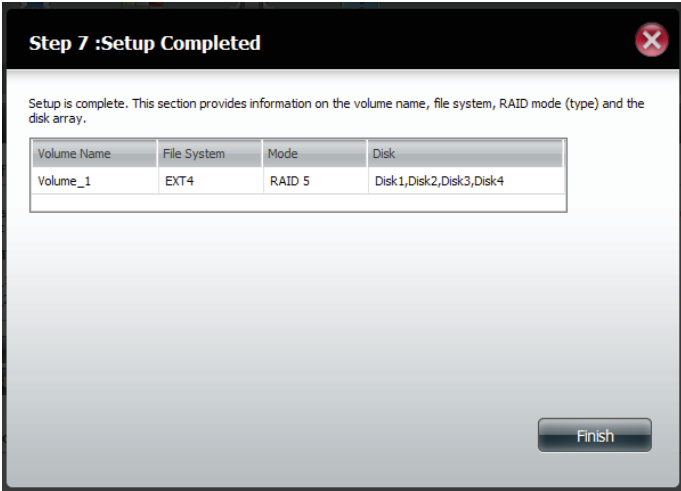 Step 7 :Setup Completed
Setup is complete. This section provides information on the volume name, file system, RAID mode (type) and the
disk array.
Volume Name File System Mode Disk
Volume_1 EXT4 RAID 5 Disk1,Disk2,Disk3,Disk4
Finish